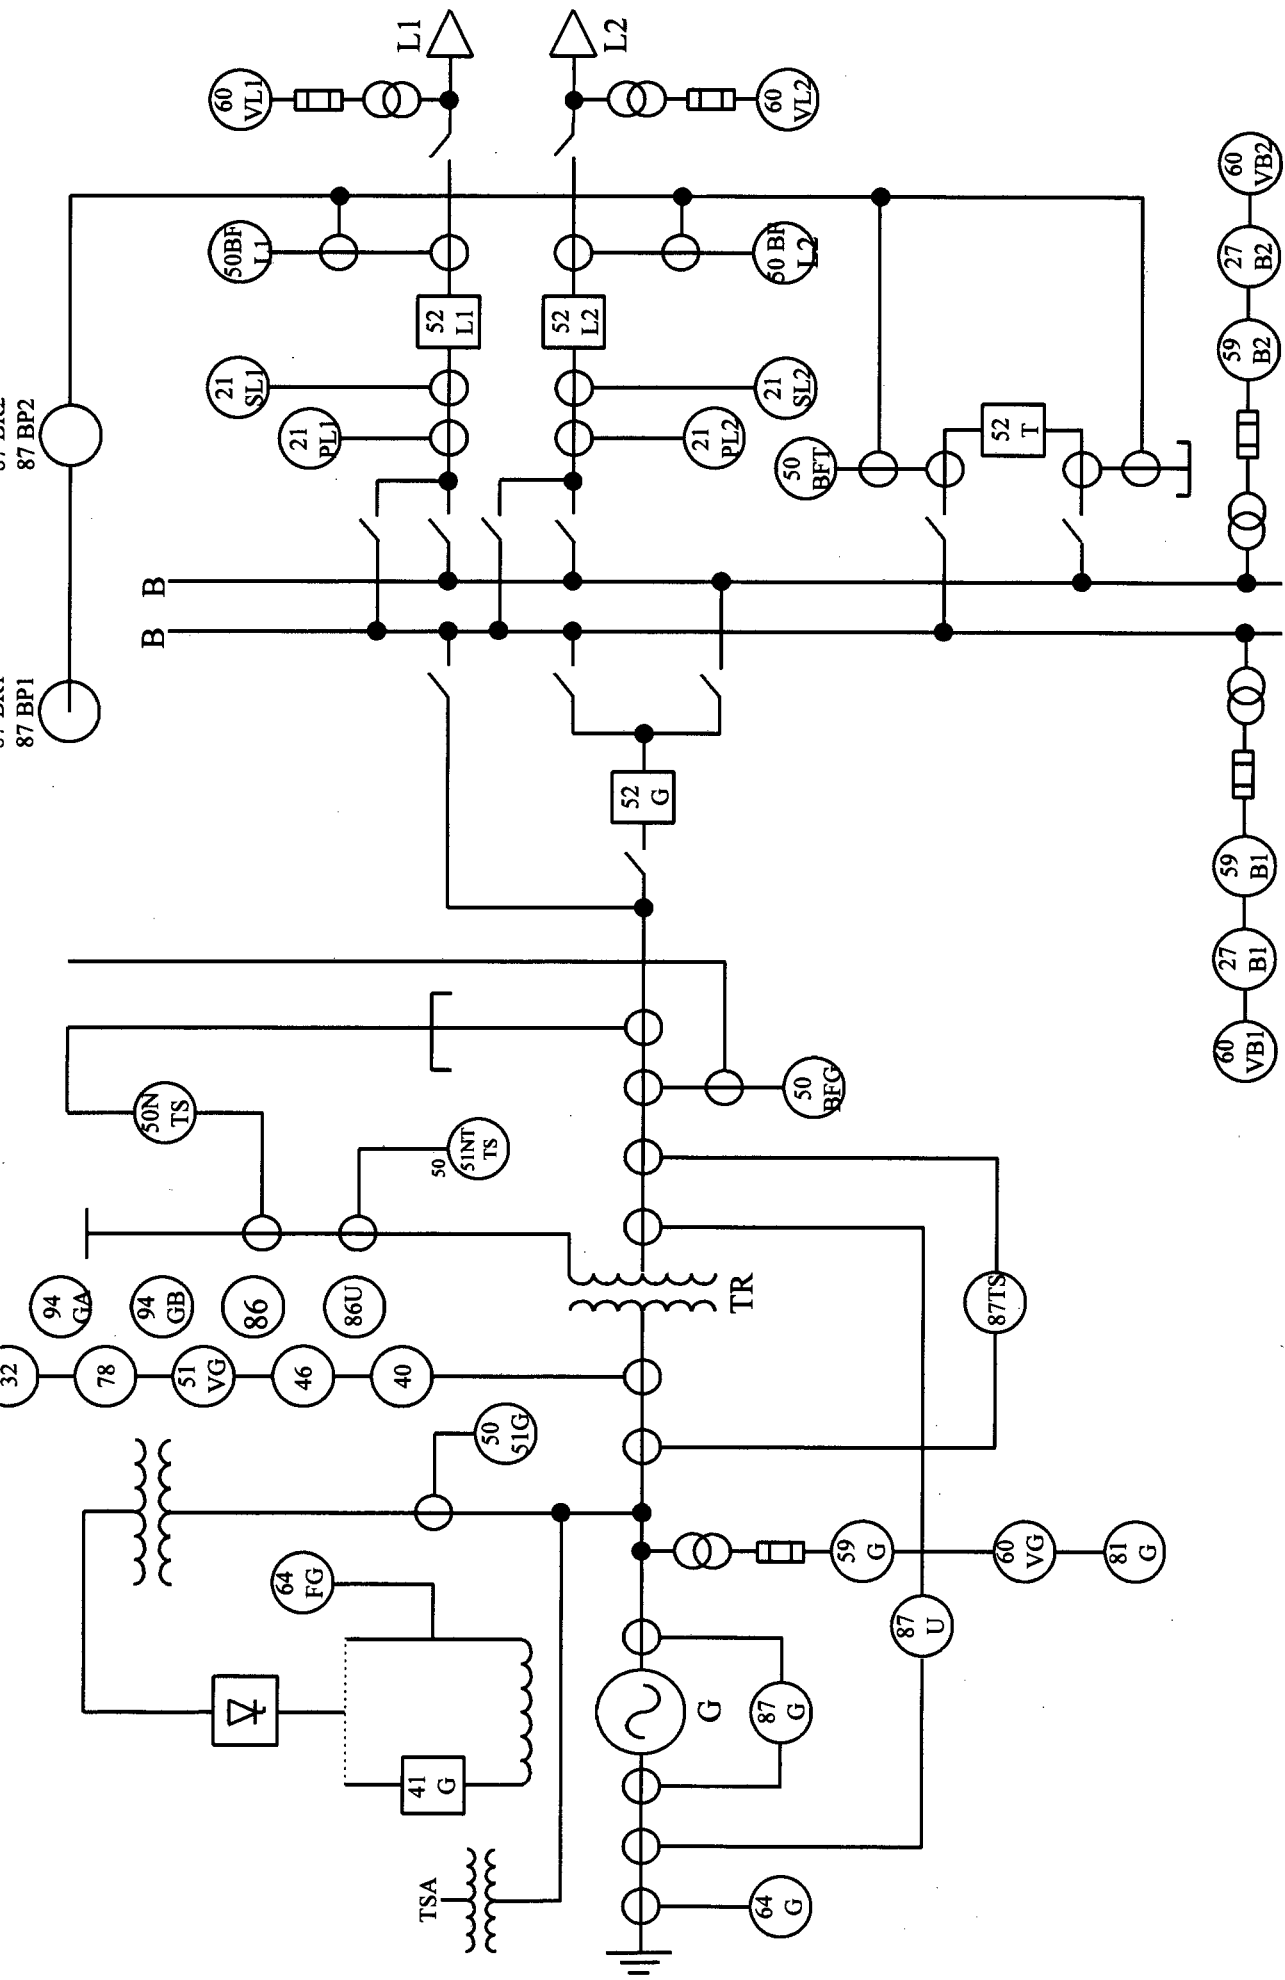 L1
L2
60
VL1
60
VL2
50BF
L1
50 BF
L2
52
L1
52
L2
21
SL1
21
SL2
21
PL1
21
PL2
87 BP2
87 BP1
50
BFT
52
T
60
VB2
27
B2
59
B2
B
B
52
G
59
B1
27
B1
60
VB1
50N
TS
50
51NT
TS
50
BFG
94
GA
94
GB
86
86U
TR
87TS
32
78
51
VG
46
40
50
51G
64
FG
59
G
60
VG
81
G
87
U
41
G
G
87
G
TSA
64
G